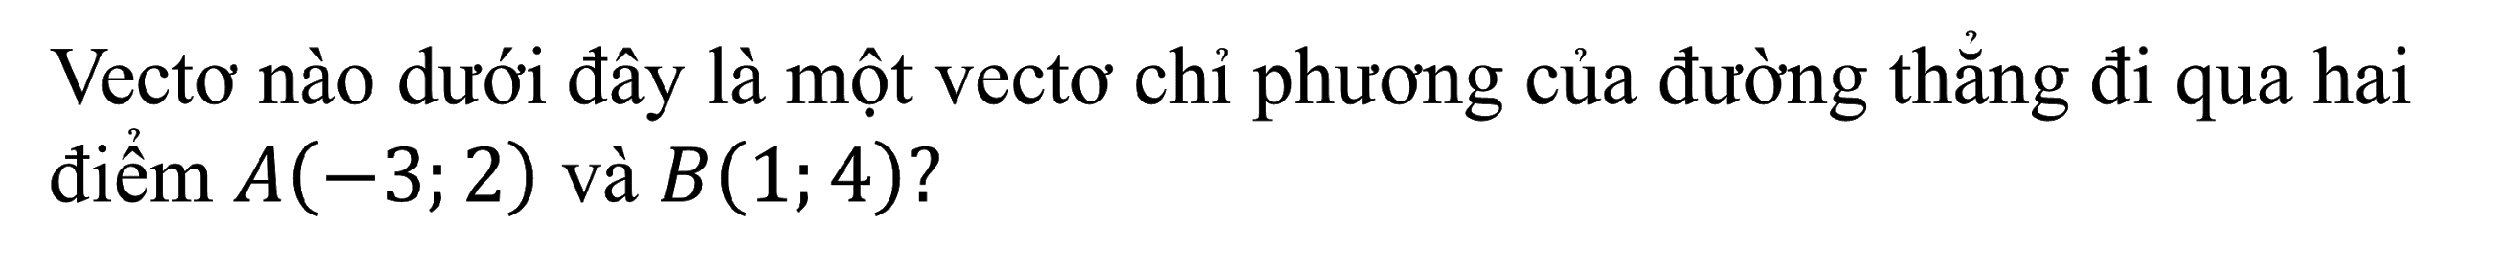 Vectơ nào dưới đây là một vectơ chỉ phương của đường thẳng đi qua hai
điểm A(−3; 2) và B(1; 4)?